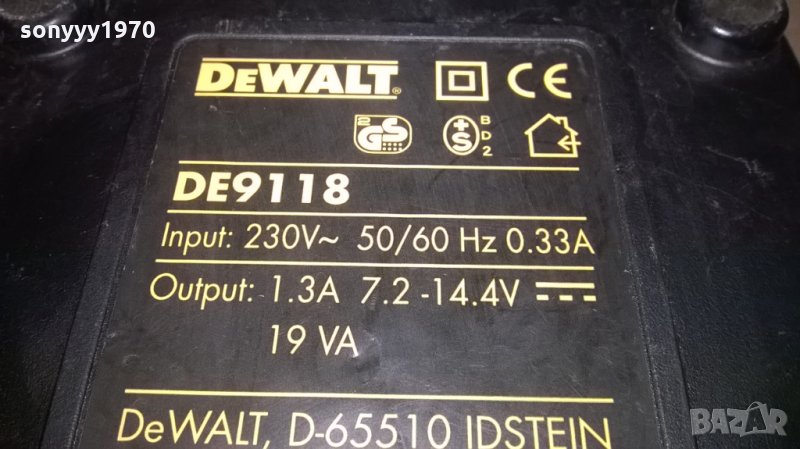 sonyyy1970
DEWALT® CE
2 GS +S B D 2
DE9118
Input: 230V~ 50/60 Hz 0.33A
Output: 1.3A 7.2 -14.4V ⎓
19 VA
DeWALT, D-65510 IDSTEIN
BAZAR